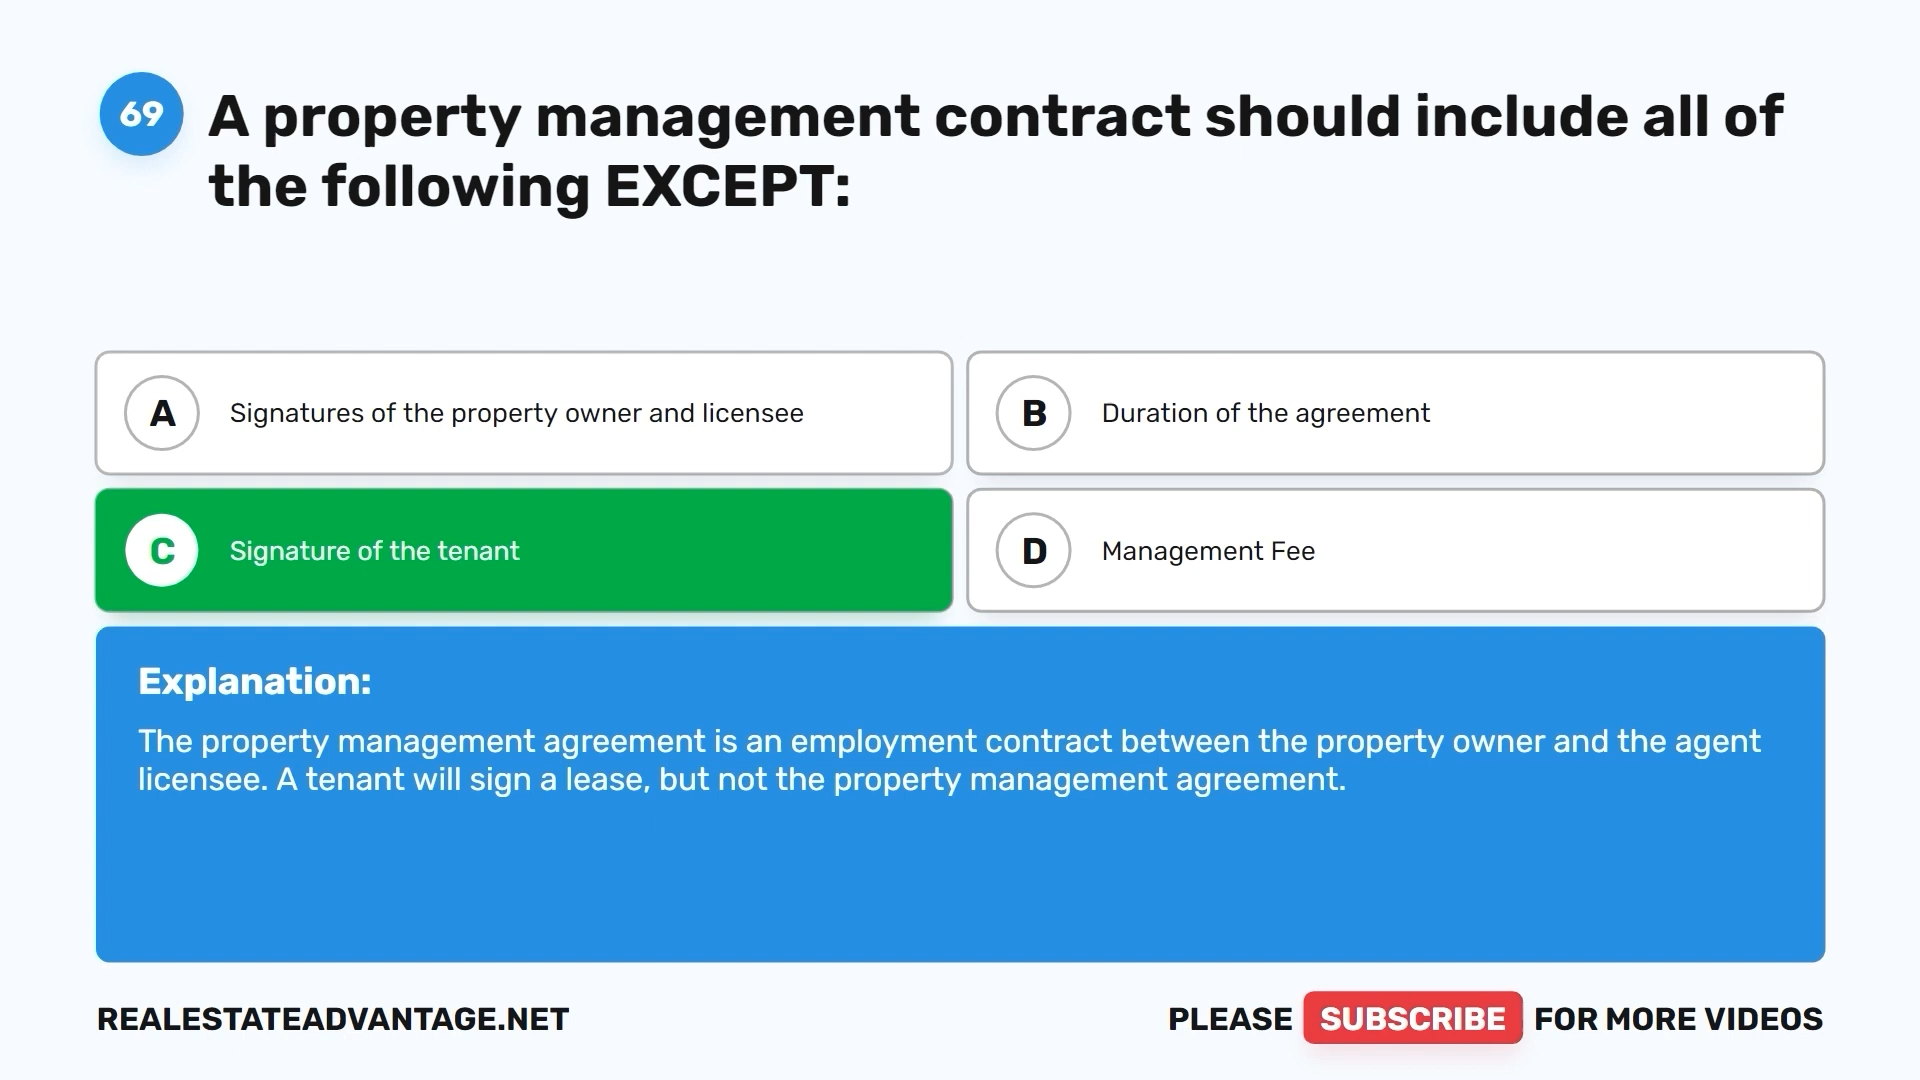 69
A property management contract should include all of
the following EXCEPT:
A Signatures of the property owner and licensee
B Duration of the agreement
C Signature of the tenant
D Management Fee
Explanation:
The property management agreement is an employment contract between the property owner and the agent
licensee. A tenant will sign a lease, but not the property management agreement.
REALESTATEADVANTAGE.NET
PLEASE SUBSCRIBE FOR MORE VIDEOS